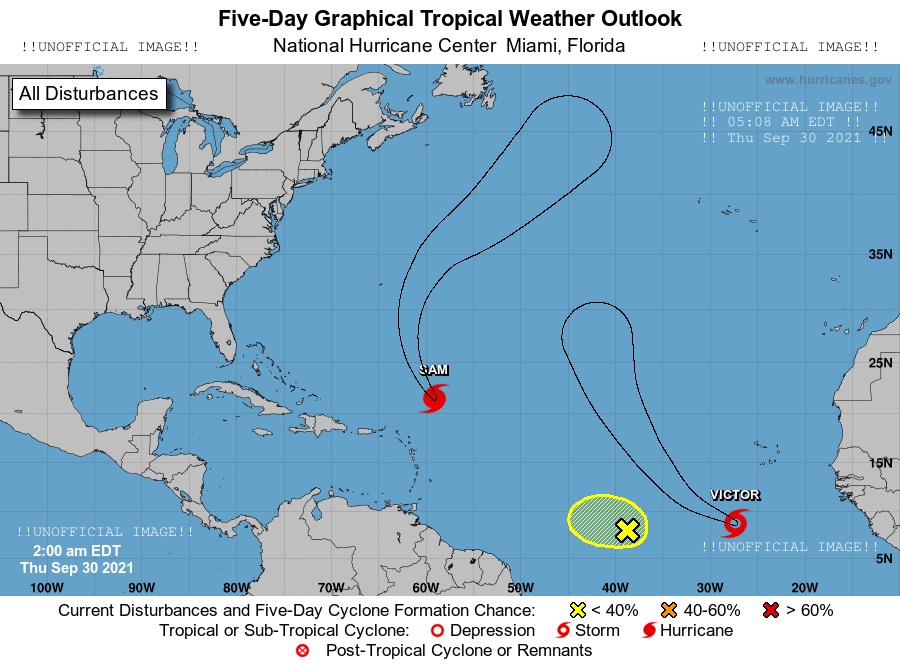 Five-Day Graphical Tropical Weather Outlook
!!UNOFFICIAL IMAGE!! National Hurricane Center Miami, Florida !!UNOFFICIAL IMAGE!!
www.hurricanes.gov
All Disturbances
!!UNOFFICIAL IMAGE!!
!! 05:08 AM EDT !!
!! Thu Sep 30 2021 !!
45N
35N
25N
SAM
15N
VICTOR
!!UNOFFICIAL IMAGE!!
!!UNOFFICIAL IMAGE!!
2:00 am EDT
5N
Thu Sep 30 2021
100W 90W 80W 70W 60W 50W 40W 30W 20W
Current Disturbances and Five-Day Cyclone Formation Chance: < 40% 40-60% > 60%
Tropical or Sub-Tropical Cyclone: Depression Storm Hurricane
Post-Tropical Cyclone or Remnants